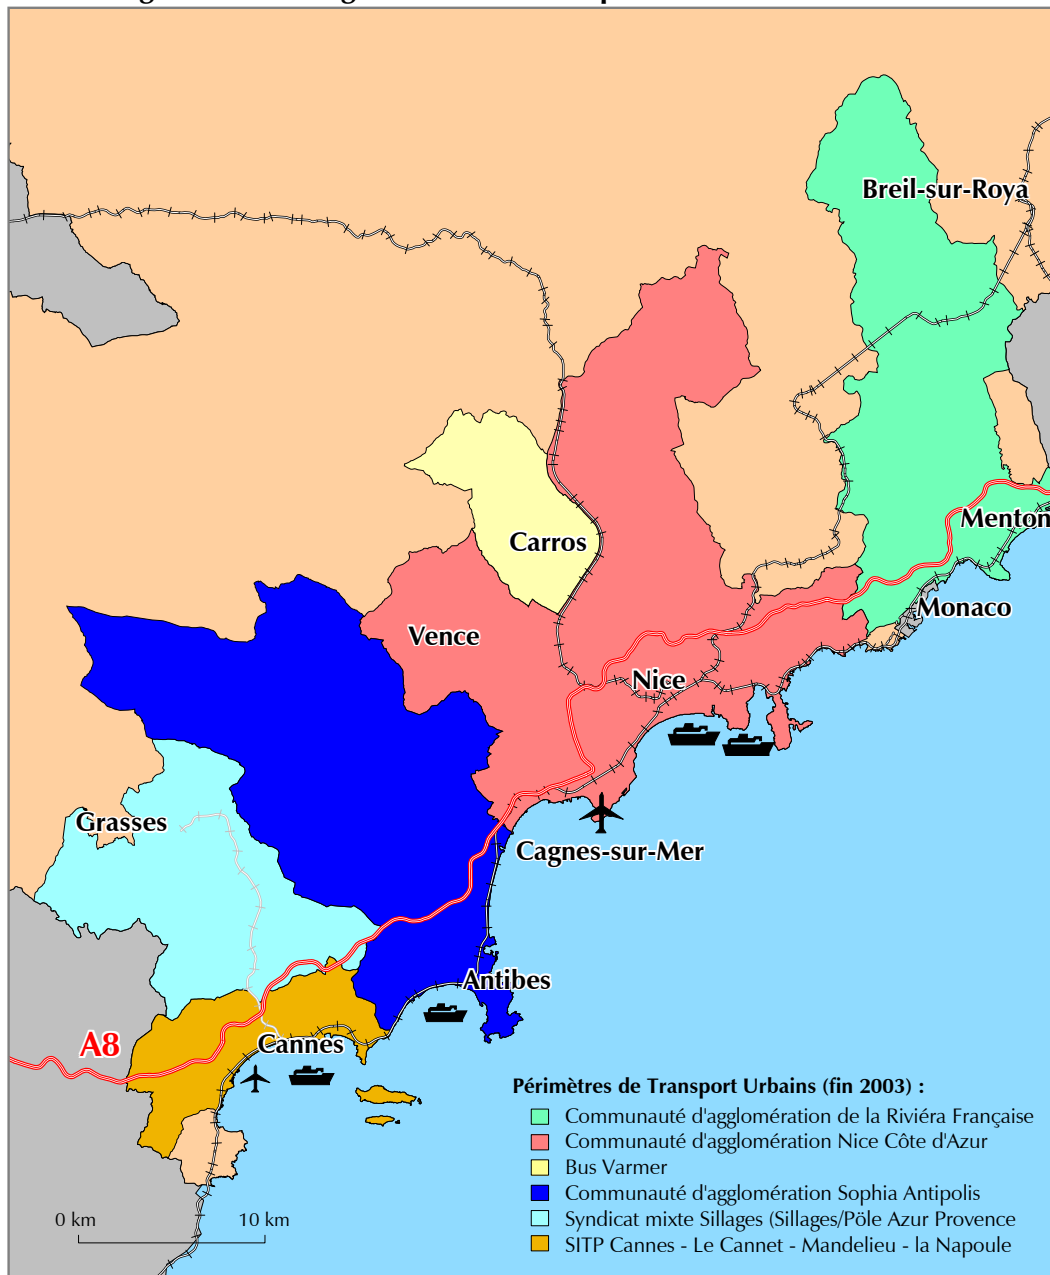 Breil-sur-Roya
Menton
Carros
Monaco
Vence
Nice
Grasses
Cagnes-sur-Mer
Antibes
A8
Cannes
Périmètres de Transport Urbains (fin 2003) :
Communauté d'agglomération de la Riviéra Française
Communauté d'agglomération Nice Côte d'Azur
Bus Varmer
Communauté d'agglomération Sophia Antipolis
Syndicat mixte Sillages (Sillages/Pöle Azur Provence
SITP Cannes - Le Cannet - Mandelieu - la Napoule
0 km 10 km